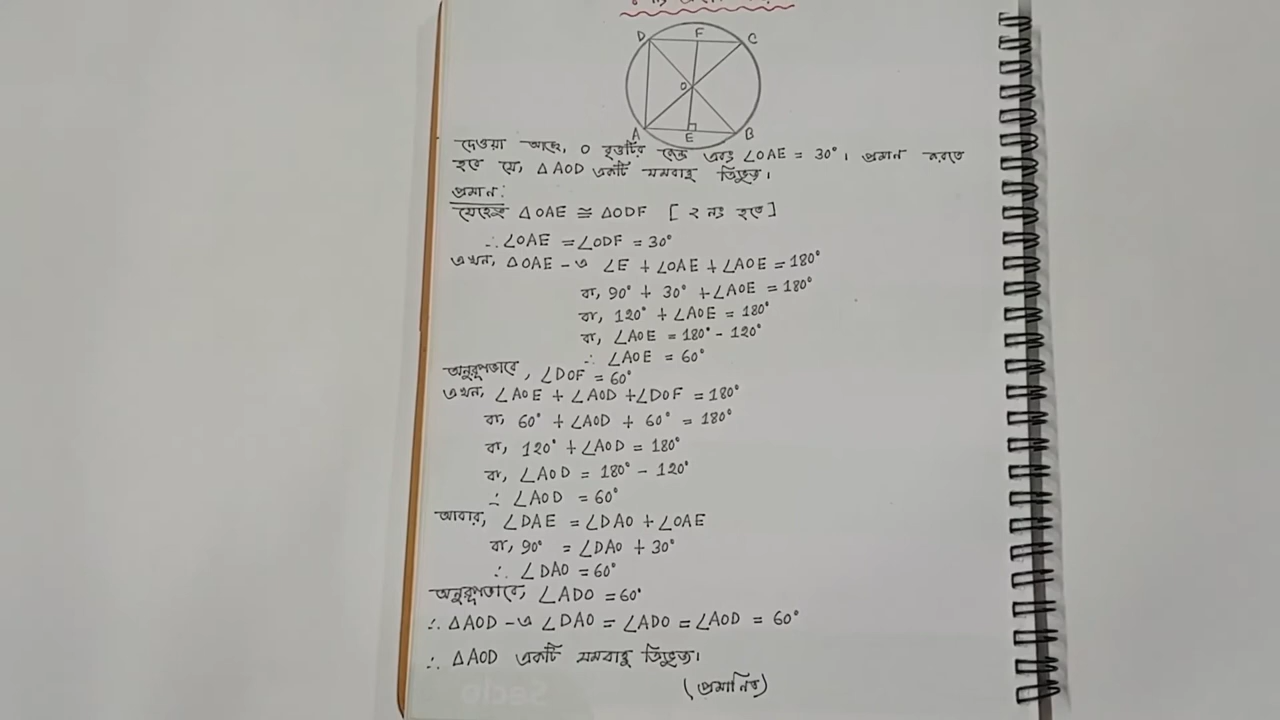 D F C
O
A E B
দেওয়া আছে, O বৃত্তটির কেন্দ্র এবং ∠OAE = 30°। প্রমান করতে
হবে যে, △AOD একটি সমবাহু ত্রিভুজ।
প্রমান:
যেহেতু △OAE ≅ △ODF [ ২ নং হতে ]
∴ ∠OAE = ∠ODF = 30°
এখন, △OAE -এ ∠E + ∠OAE + ∠AOE = 180°
বা, 90° + 30° + ∠AOE = 180°
বা, 120° + ∠AOE = 180°
বা, ∠AOE = 180° - 120°
∴ ∠AOE = 60°
অনুরূপভাবে, ∠DOF = 60°
এখন, ∠AOE + ∠AOD + ∠DOF = 180°
বা, 60° + ∠AOD + 60° = 180°
বা, 120° + ∠AOD = 180°
বা, ∠AOD = 180° - 120°
∴ ∠AOD = 60°
আবার, ∠DAE = ∠DAO + ∠OAE
বা, 90° = ∠DAO + 30°
∴ ∠DAO = 60°
অনুরূপভাবে, ∠ADO = 60°
∴ △AOD -এ ∠DAO = ∠ADO = ∠AOD = 60°
∴ △AOD একটি সমবাহু ত্রিভুজ।
(প্রমানিত)